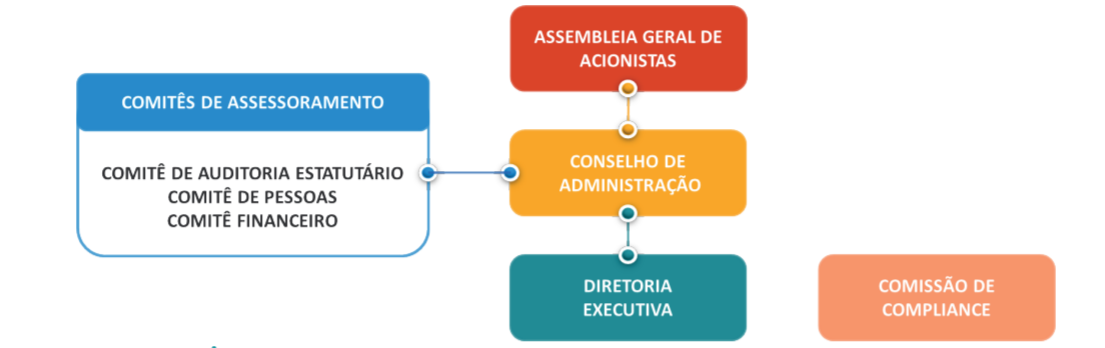 ASSEMBLEIA GERAL DE
ACIONISTAS
COMITÊS DE ASSESSORAMENTO
COMITÊ DE AUDITORIA ESTATUTÁRIO
COMITÊ DE PESSOAS
COMITÊ FINANCEIRO
CONSELHO DE
ADMINISTRAÇÃO
DIRETORIA
EXECUTIVA
COMISSÃO DE
COMPLIANCE